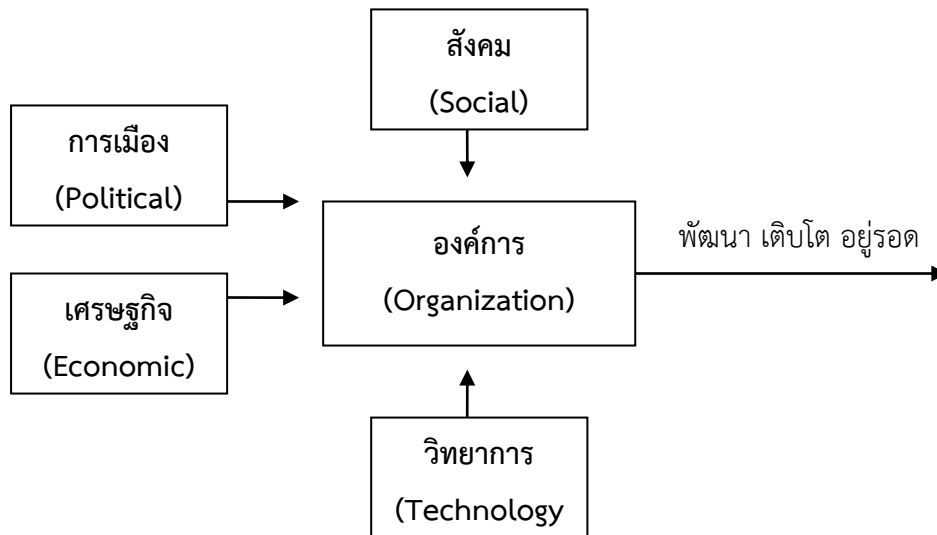 สังคม
(Social)
การเมือง
(Political)
องค์การ
(Organization)
พัฒนา เติบโต อยู่รอด
เศรษฐกิจ
(Economic)
วิทยาการ
(Technology